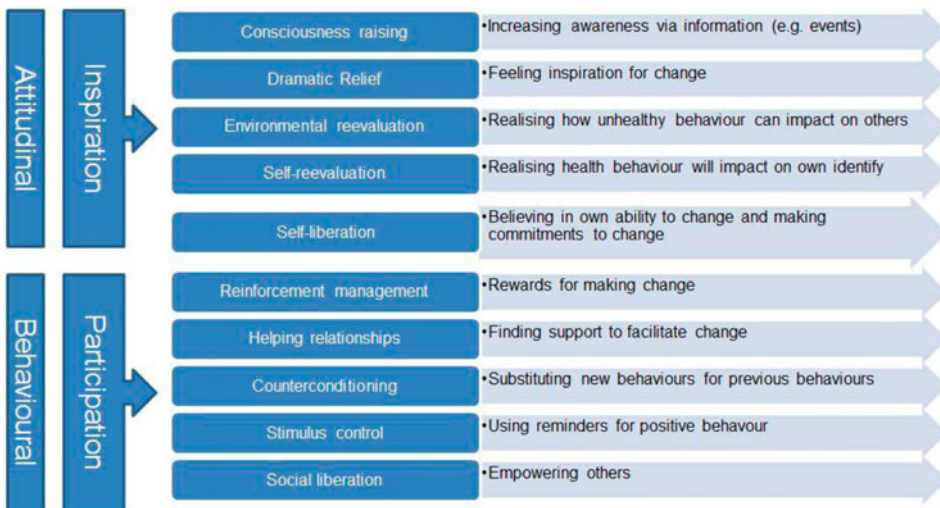 Attitudinal
Inspiration
Consciousness raising
•Increasing awareness via information (e.g. events)
Dramatic Relief
•Feeling inspiration for change
Environmental reevaluation
•Realising how unhealthy behaviour can impact on others
Self-reevaluation
•Realising health behaviour will impact on own identify
Self-liberation
•Believing in own ability to change and making
commitments to change
Behavioural
Participation
Reinforcement management
•Rewards for making change
Helping relationships
•Finding support to facilitate change
Counterconditioning
•Substituting new behaviours for previous behaviours
Stimulus control
•Using reminders for positive behavour
Social liberation
•Empowering others